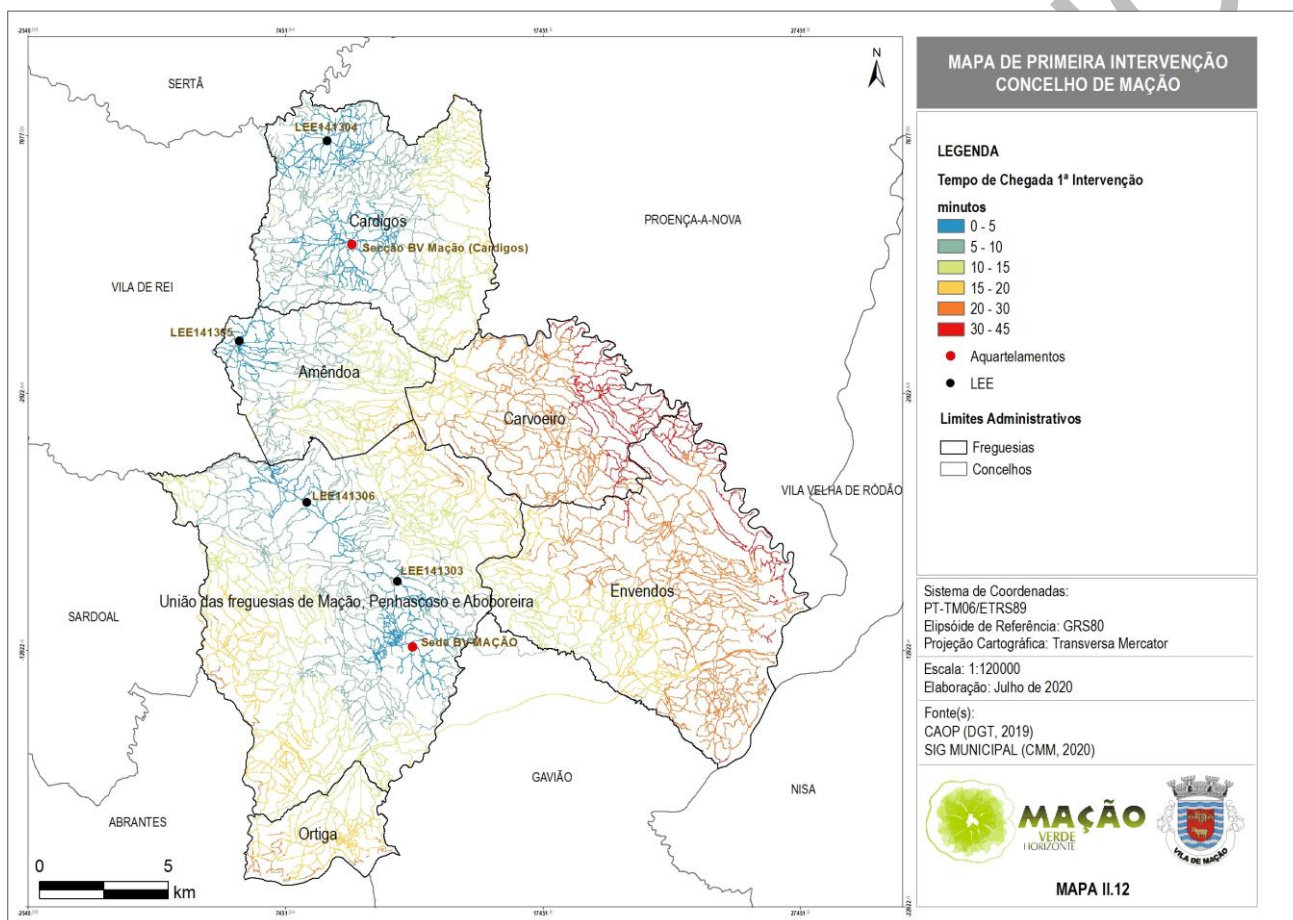 MAPA DE PRIMEIRA INTERVENÇÃO
CONCELHO DE MAÇÃO
N
SERTÃ
LEE141304
Cardigos
Secção BV Mação (Cardigos)
PROENÇA-A-NOVA
VILA DE REI
Amêndoa
Carvoeiro
LEE141306
VILA VELHA DE RÓDÃO
LEE141303
União das freguesias de Mação, Penhascoso e Aboboreira
Envendos
SARDOAL
Sede BV MAÇÃO
GAVIÃO
NISA
ABRANTES
Ortiga
0 5
km
LEGENDA
Tempo de Chegada 1ª Intervenção
minutos
0 - 5
5 - 10
10 - 15
15 - 20
20 - 30
30 - 45
Aquartelamentos
LEE
Limites Administrativos
Freguesias
Concelhos
Sistema de Coordenadas:
PT-TM06/ETRS89
Elipsóide de Referência: GRS80
Projeção Cartográfica: Transversa Mercator
Escala: 1:120000
Elaboração: Julho de 2020
Fonte(s):
CAOP (DGT, 2019)
SIG MUNICIPAL (CMM, 2020)
MAÇÃO
VERDE
HORIZONTE
VILA DE MAÇÃO
MAPA II.12